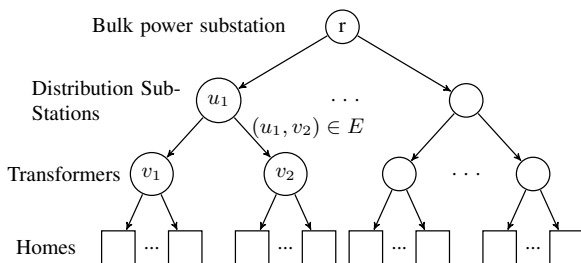 Bulk power substation
r
Distribution Sub-
Stations
u₁
. . .
(u₁, v₂) ∈ E
Transformers
v₁
v₂
. . .
Homes
...
...
...
...